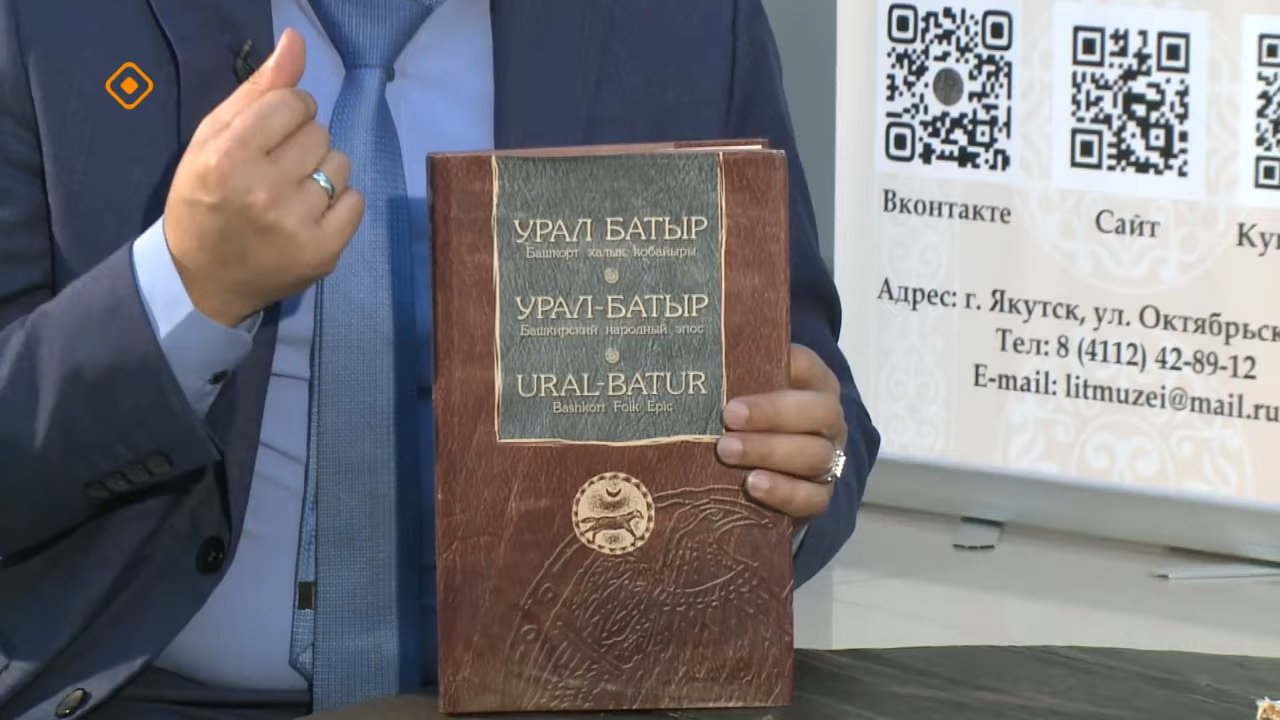 УРАЛ БАТЫР
Башҡорт халыҡ ҡобайыры
УРАЛ-БАТЫР
Башкирский народный эпос
URAL-BATUR
Bashkort Folk Epic
Вконтакте
Сайт
Адрес: г. Якутск, ул.
Тел: 8 (4112) 42-89-12
E-mail: litmuzei@mail.ru